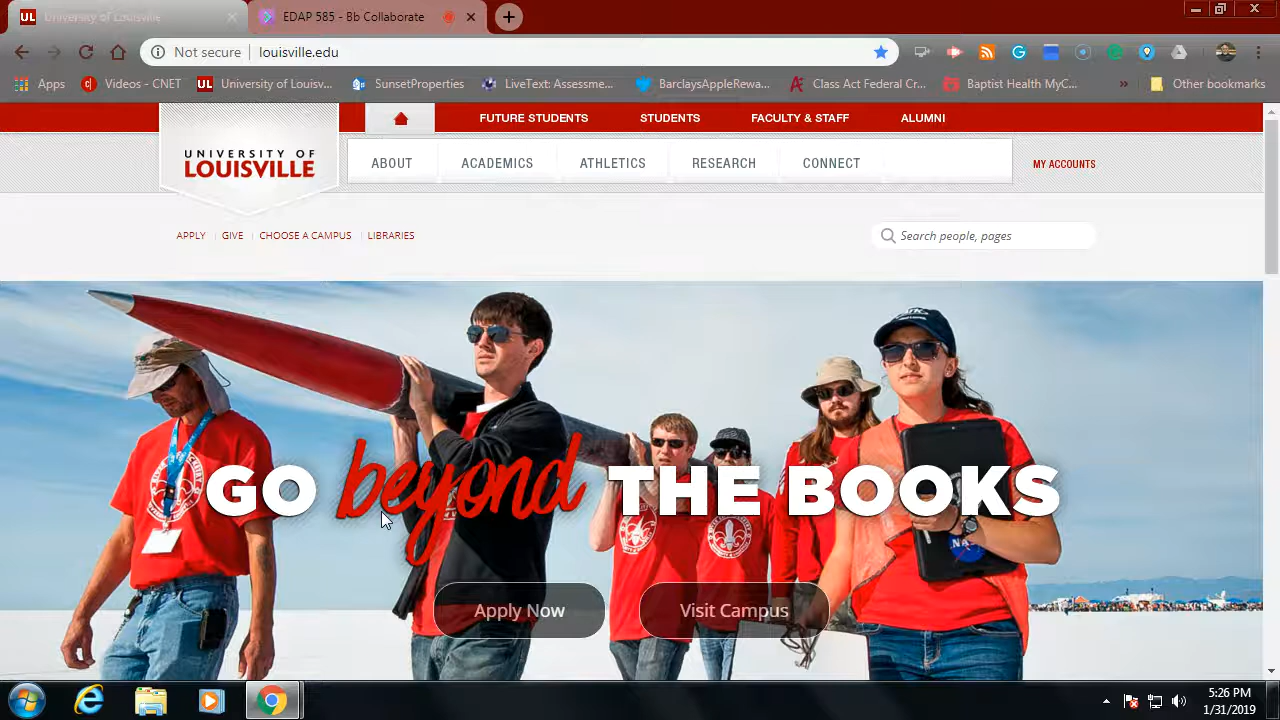 UL University of Louisville
EDAP 585 - Bb Collaborate
Not secure louisville.edu
Apps Videos - CNET University of Louisv... SunsetProperties LiveText: Assessme... BarclaysAppleRewa... Class Act Federal Cr... Baptist Health MyC... » Other bookmarks
FUTURE STUDENTS STUDENTS FACULTY & STAFF ALUMNI
UNIVERSITY OF
LOUISVILLE
ABOUT ACADEMICS ATHLETICS RESEARCH CONNECT
MY ACCOUNTS
APPLY GIVE CHOOSE A CAMPUS LIBRARIES
Search people, pages
GO beyond THE BOOKS
Apply Now Visit Campus
NASA
5:26 PM
1/31/2019